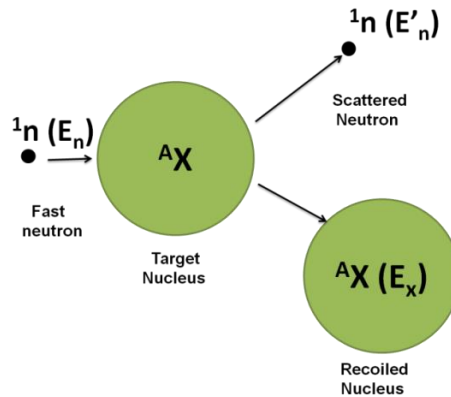 ¹n (E'ₙ)
Scattered
Neutron
¹n (Eₙ)
Fast
neutron
ᴬX
Target
Nucleus
ᴬX (Eₓ)
Recoiled
Nucleus